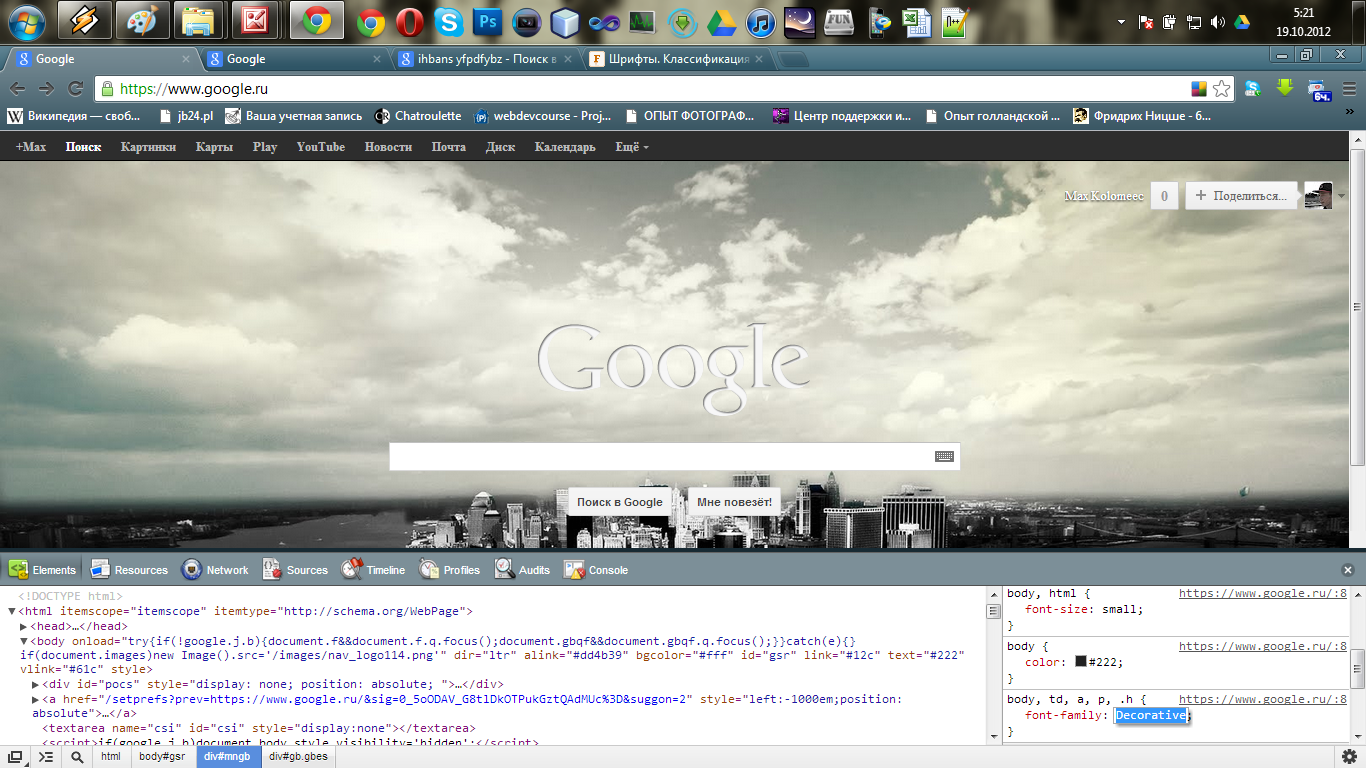 5:21
19.10.2012
Ps
FUN
Google
Google
ihbans yfpdfybz - Поиск в
Шрифты. Классификация
https://www.google.ru
64.
Википедия — своб...
jb24.pl
Ваша учетная запись
Chatroulette
webdevcourse - Proj...
ОПЫТ ФОТОГРАФ...
Центр поддержки и...
Опыт голландской ...
Фридрих Ницше - б...
+Max Поиск Картинки Карты Play YouTube Новости Почта Диск Календарь Ещё
Max Kolomeec 0 + Поделиться...
Google
Поиск в Google Мне повезёт!
Elements Resources Network Sources Timeline Profiles Audits Console
<!DOCTYPE html>
<html itemscope="itemscope" itemtype="http://schema.org/WebPage">
<head>…</head>
<body onload="try{if(!google.j.b){document.f&&document.f.q.focus();document.gbqf&&document.gbqf.q.focus();}}catch(e){}
if(document.images)new Image().src='/images/nav_logo114.png'" dir="ltr" alink="#dd4b39" bgcolor="#fff" id="gsr" link="#12c" text="#222"
vlink="#61c" style>
<div id="pocs" style="display: none; position: absolute; ">…</div>
<a href="/setprefs?prev=https://www.google.ru/&sig=0_5oODAV_G8tlDkOTPukGztQAdMUc%3D&suggon=2" style="left:-1000em;position:
absolute">…</a>
<textarea name="csi" id="csi" style="display:none"></textarea>
<script>if(google.j.b)document.body.style.visibility='hidden';</script>
body, html { https://www.google.ru/:8
font-size: small;
}
body { https://www.google.ru/:8
color: #222;
}
body, td, a, p, .h { https://www.google.ru/:8
font-family: Decorative;
}
html body#gsr div#mngb div#gb.gbes